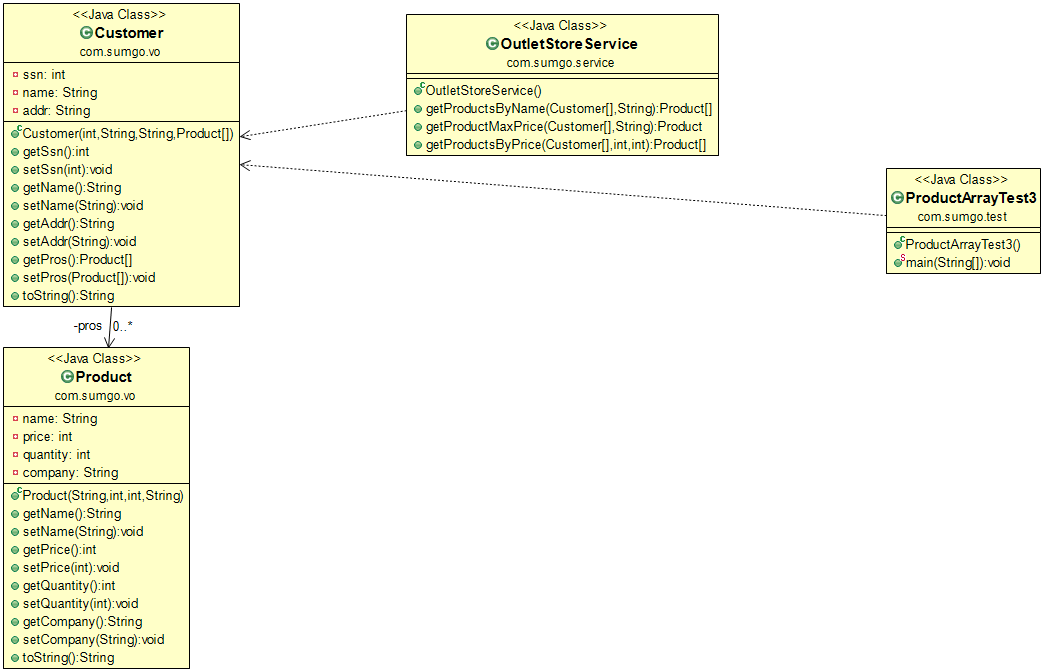 <<Java Class>>
Customer
com.sumgo.vo
ssn: int
name: String
addr: String
Customer(int,String,String,Product[])
getSsn():int
setSsn(int):void
getName():String
setName(String):void
getAddr():String
setAddr(String):void
getPros():Product[]
setPros(Product[]):void
toString():String
-pros 0..*
<<Java Class>>
Product
com.sumgo.vo
name: String
price: int
quantity: int
company: String
Product(String,int,int,String)
getName():String
setName(String):void
getPrice():int
setPrice(int):void
getQuantity():int
setQuantity(int):void
getCompany():String
setCompany(String):void
toString():String
<<Java Class>>
OutletStoreService
com.sumgo.service
OutletStoreService()
getProductsByName(Customer[],String):Product[]
getProductMaxPrice(Customer[],String):Product
getProductsByPrice(Customer[],int,int):Product[]
<<Java Class>>
ProductArrayTest3
com.sumgo.test
ProductArrayTest3()
main(String[]):void